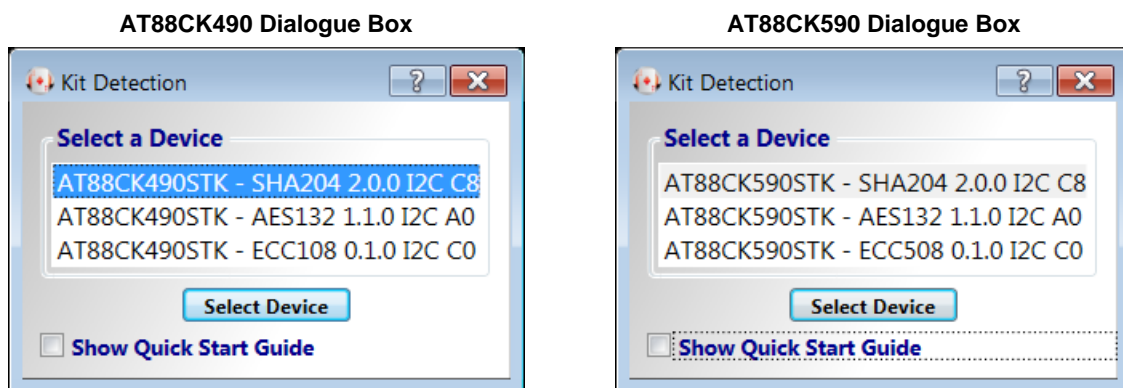 AT88CK490 Dialogue Box
Kit Detection
?
Select a Device
AT88CK490STK - SHA204 2.0.0 I2C C8
AT88CK490STK - AES132 1.1.0 I2C A0
AT88CK490STK - ECC108 0.1.0 I2C C0
Select Device
Show Quick Start Guide
AT88CK590 Dialogue Box
Kit Detection
?
Select a Device
AT88CK590STK - SHA204 2.0.0 I2C C8
AT88CK590STK - AES132 1.1.0 I2C A0
AT88CK590STK - ECC508 0.1.0 I2C C0
Select Device
Show Quick Start Guide